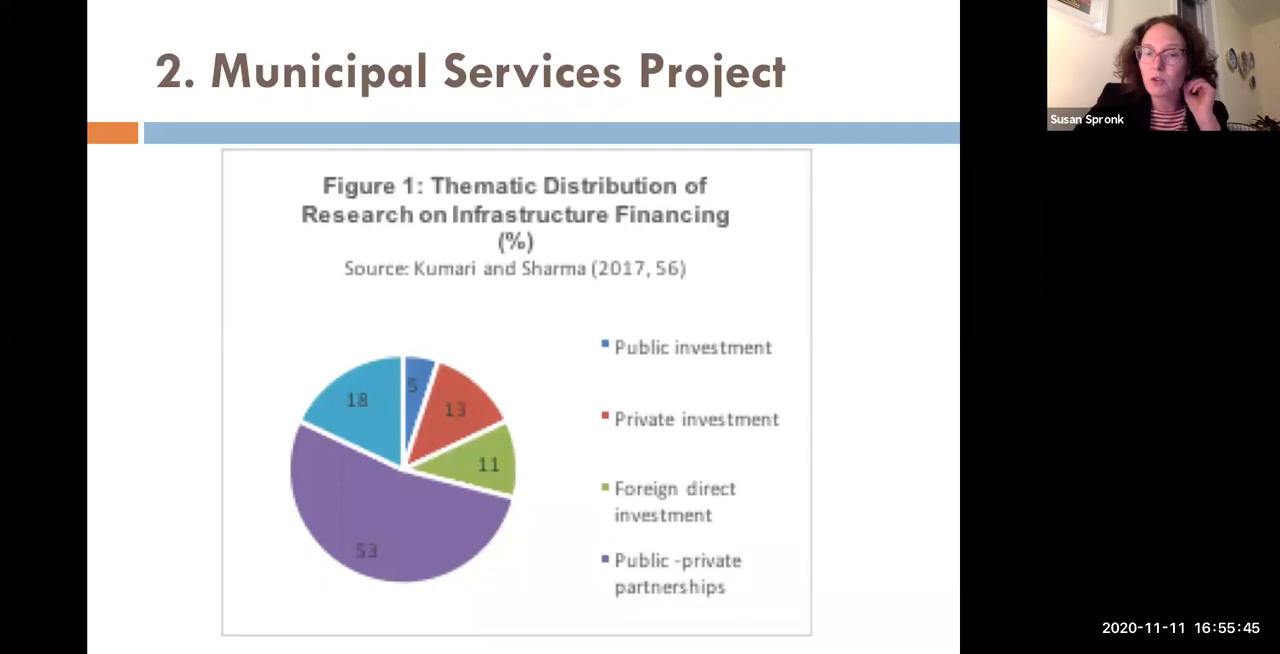 2. Municipal Services Project
Susan Spronk
Figure 1: Thematic Distribution of
Research on Infrastructure Financing
(%)
Source: Kumari and Sharma (2017, 56)
Public investment
18
5
13
Private investment
11
Foreign direct
investment
53
Public -private
partnerships
2020-11-11 16:55:45